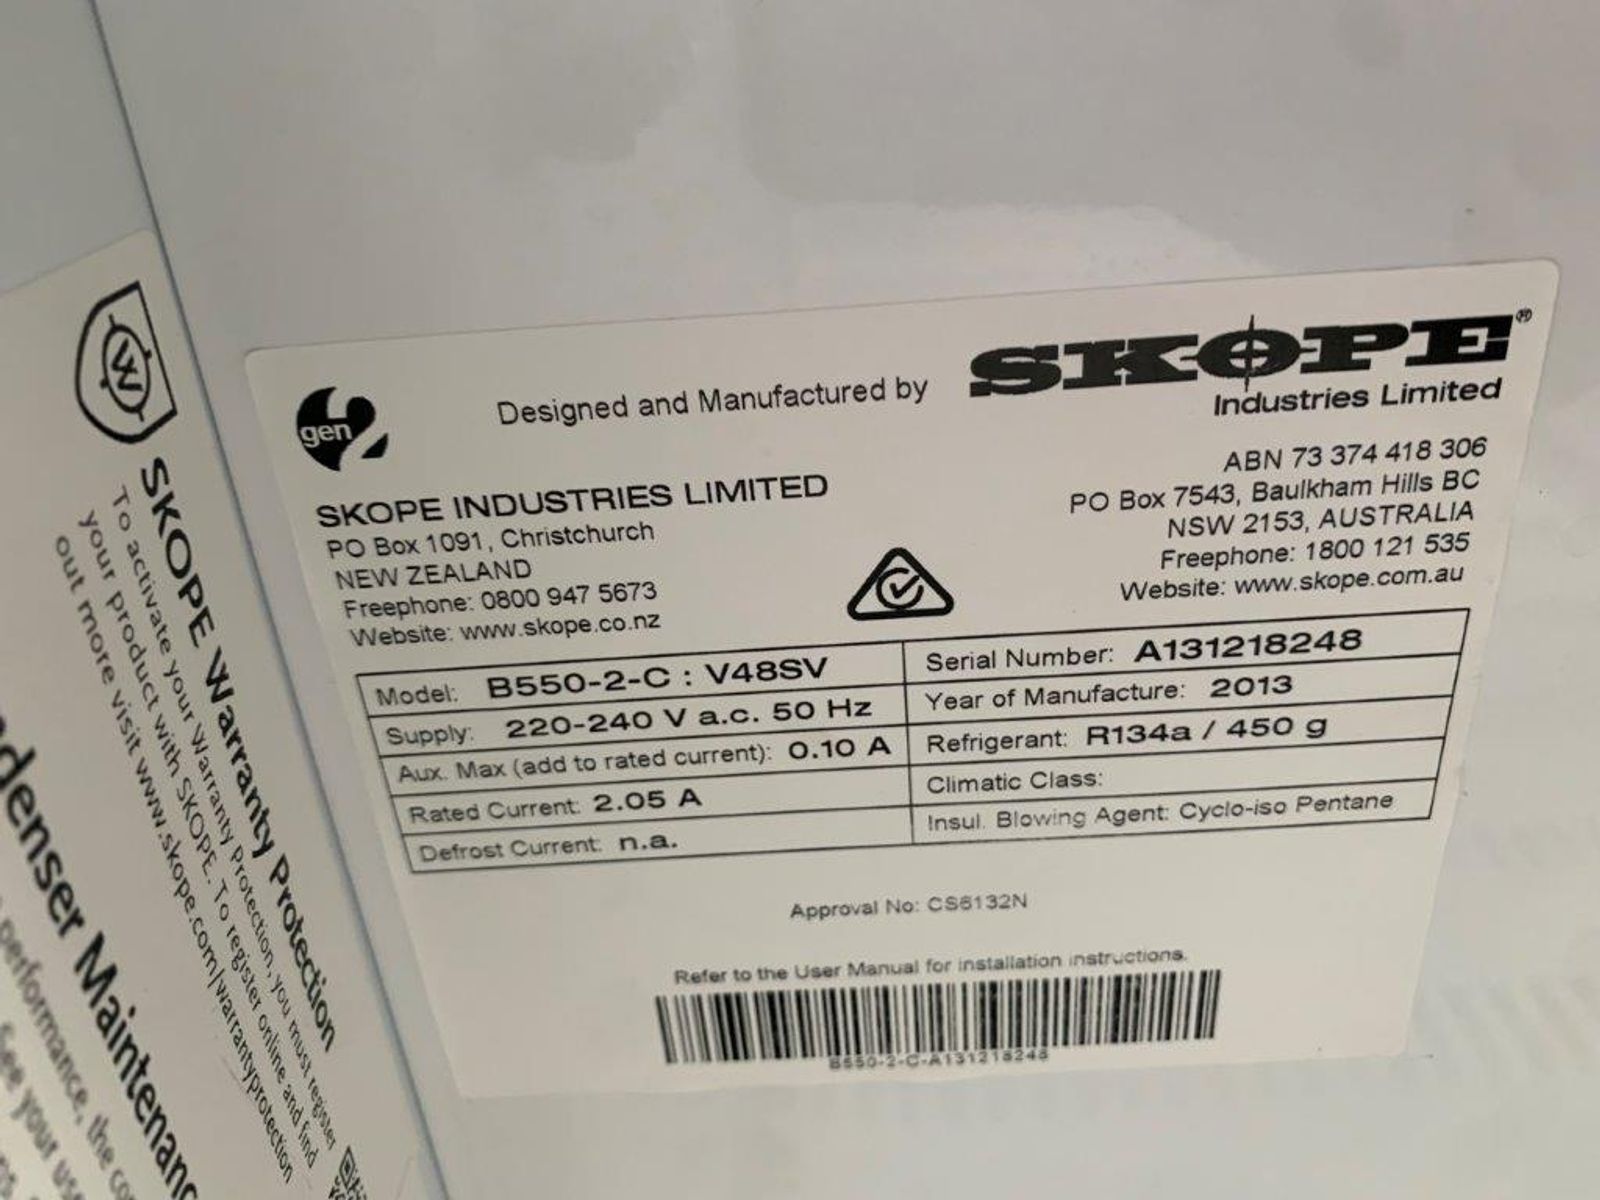 gen2
Designed and Manufactured by
SKOPE®
Industries Limited
SKOPE INDUSTRIES LIMITED
PO Box 1091, Christchurch
NEW ZEALAND
Freephone: 0800 947 5673
Website: www.skope.co.nz
ABN 73 374 418 306
PO Box 7543, Baulkham Hills BC
NSW 2153, AUSTRALIA
Freephone: 1800 121 535
Website: www.skope.com.au
Model: B550-2-C : V48SV
Supply: 220-240 V a.c. 50 Hz
Aux. Max (add to rated current): 0.10 A
Rated Current: 2.05 A
Defrost Current: n.a.
Serial Number: A131218248
Year of Manufacture: 2013
Refrigerant: R134a / 450 g
Climatic Class:
Insul. Blowing Agent: Cyclo-iso Pentane
Approval No: CS6132N
Refer to the User Manual for installation instructions.
B550-2-C-A131218248
W
SKOPE Warranty Protection
To activate your Warranty Protection, you must register
your product with SKOPE. To register online and find
out more visit www.skope.com/warrantyprotection
performance, the
See your